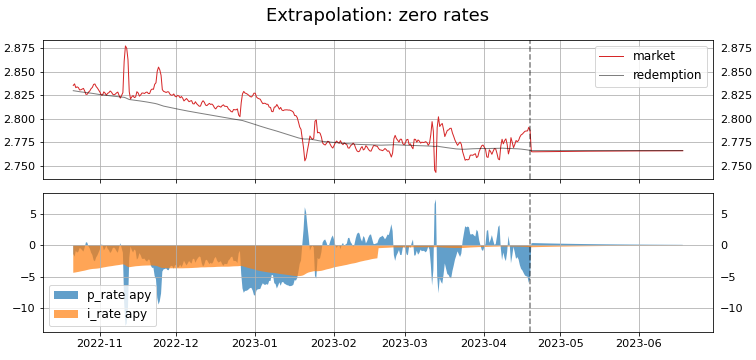 Extrapolation: zero rates
2.875 2.875
2.850 2.850
2.825 2.825
2.800 2.800
2.775 2.775
2.750 2.750
market
redemption
5 5
0 0
−5 −5
−10 −10
p_rate apy
i_rate apy
2022-11 2022-12 2023-01 2023-02 2023-03 2023-04 2023-05 2023-06